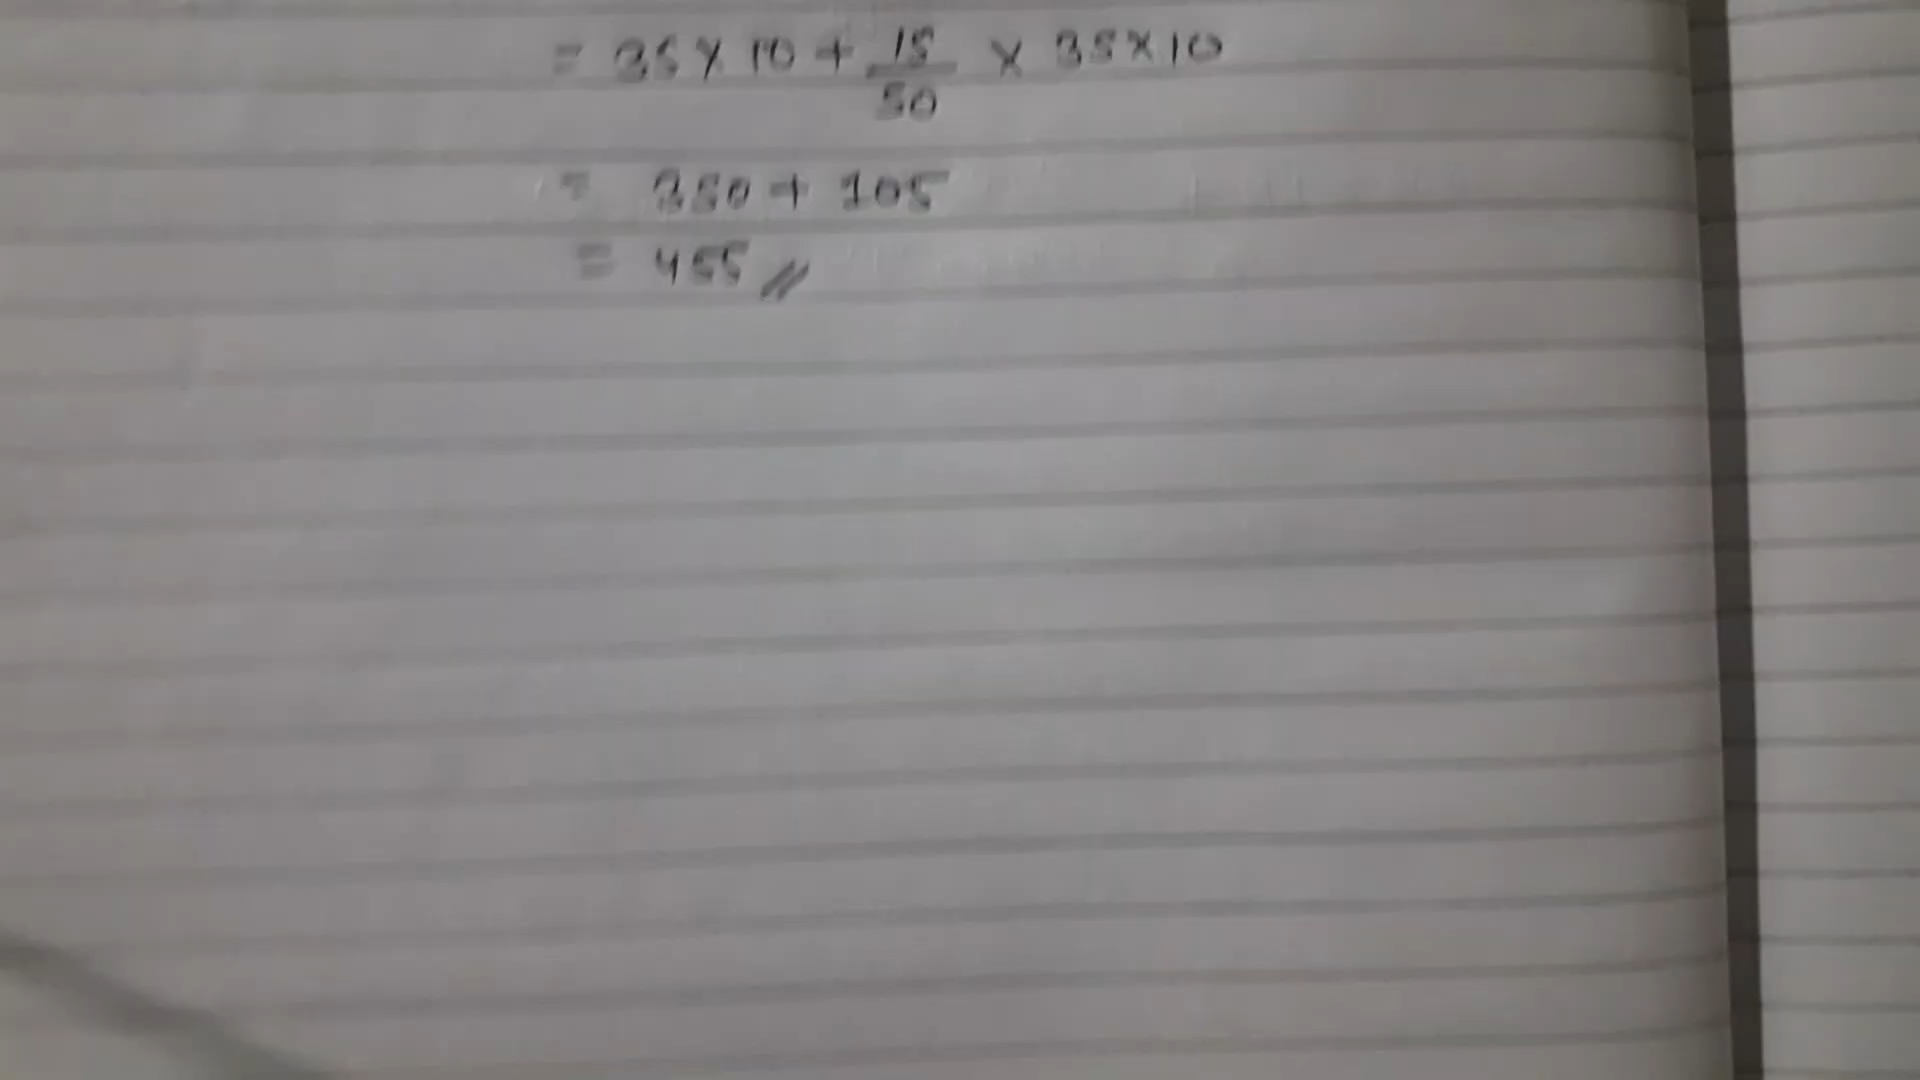 = 35 × 10 + 15/50 × 35 × 10
= 350 + 105
= 455 //